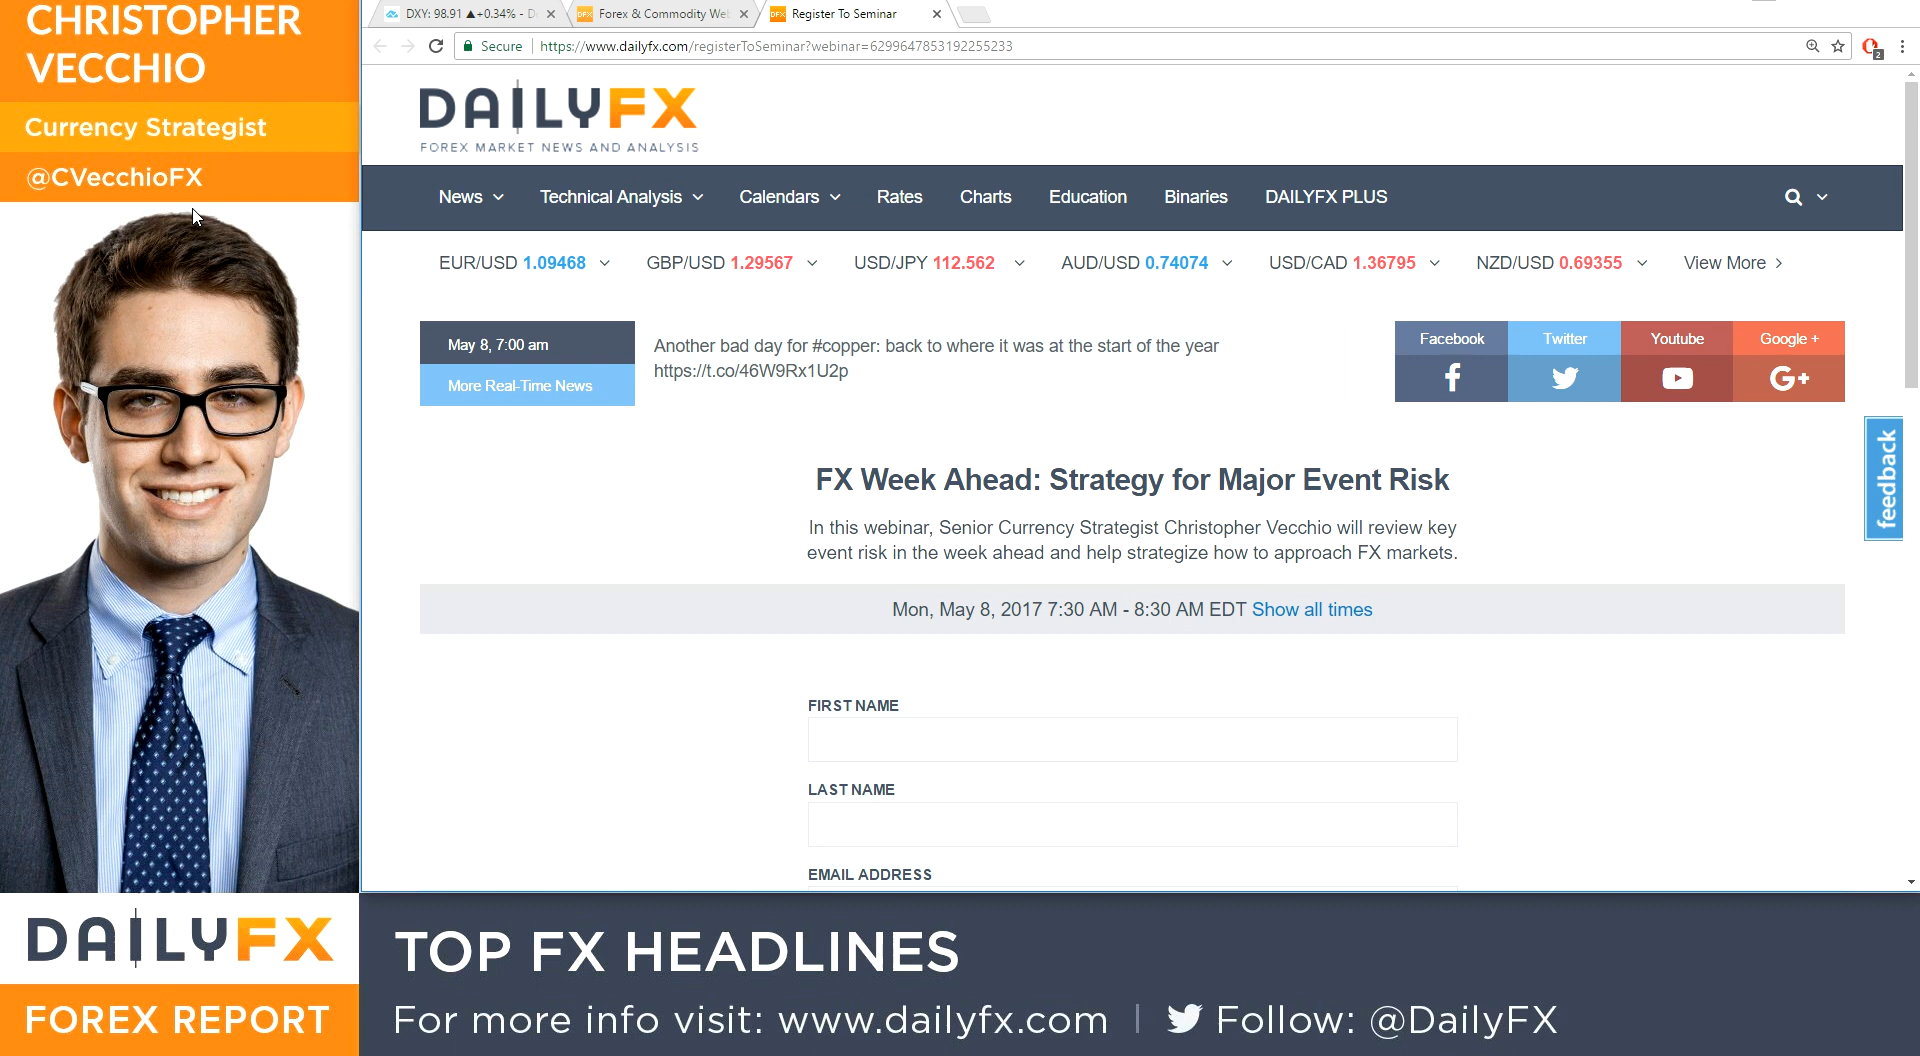 CHRISTOPHER
VECCHIO
Currency Strategist
@CVecchioFX
DXY: 98.91 ▲+0.34% - D
Forex & Commodity We
Register To Seminar
Secure
https://www.dailyfx.com/registerToSeminar?webinar=6299647853192255233
2
DAILYFX
FOREX MARKET NEWS AND ANALYSIS
News Technical Analysis Calendars Rates Charts Education Binaries DAILYFX PLUS
EUR/USD 1.09468 GBP/USD 1.29567 USD/JPY 112.562 AUD/USD 0.74074 USD/CAD 1.36795 NZD/USD 0.69355 View More >
May 8, 7:00 am
More Real-Time News
Another bad day for #copper: back to where it was at the start of the year
https://t.co/46W9Rx1U2p
Facebook Twitter Youtube Google +
feedback
FX Week Ahead: Strategy for Major Event Risk
In this webinar, Senior Currency Strategist Christopher Vecchio will review key
event risk in the week ahead and help strategize how to approach FX markets.
Mon, May 8, 2017 7:30 AM - 8:30 AM EDT Show all times
FIRST NAME
LAST NAME
EMAIL ADDRESS
DAILYFX
FOREX REPORT
TOP FX HEADLINES
For more info visit: www.dailyfx.com | Follow: @DailyFX